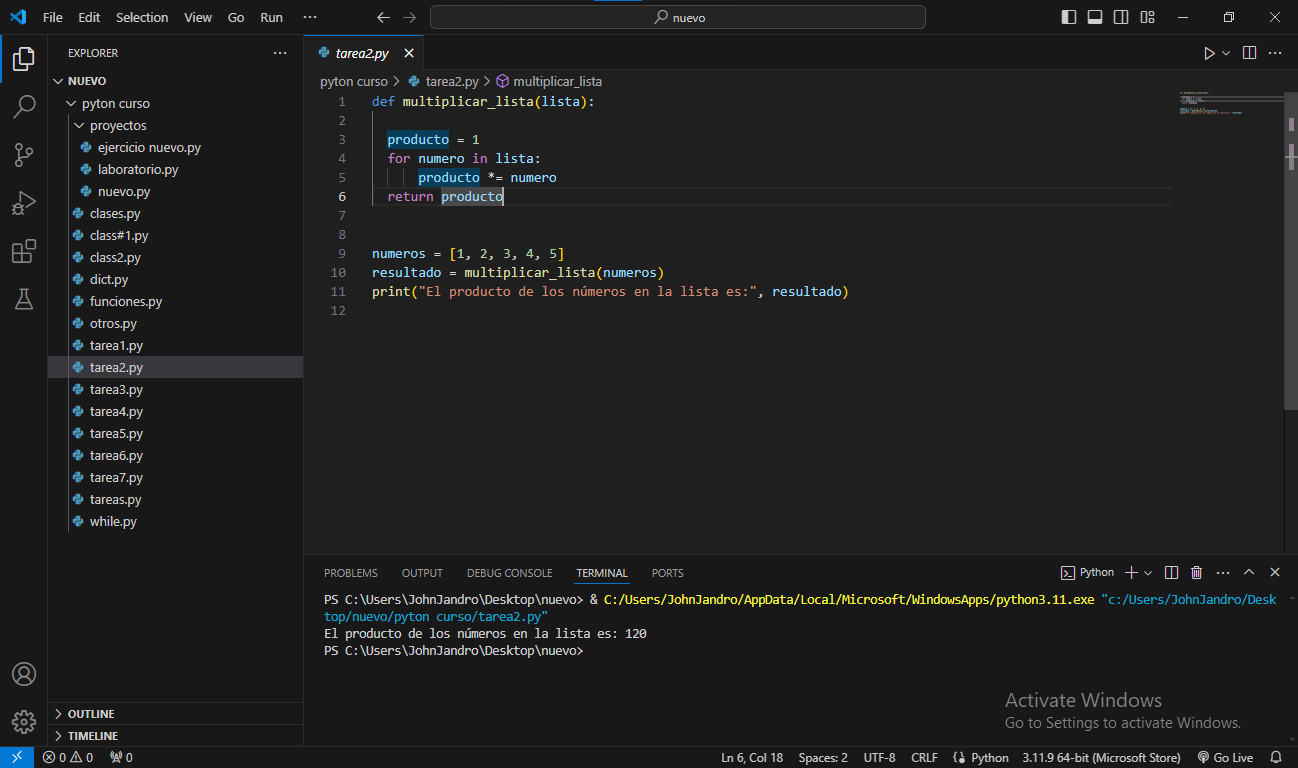 File Edit Selection View Go Run ··· nuevo
EXPLORER ···
NUEVO
pyton curso
proyectos
ejercicio nuevo.py
laboratorio.py
nuevo.py
clases.py
class#1.py
class2.py
dict.py
funciones.py
otros.py
tarea1.py
tarea2.py
tarea3.py
tarea4.py
tarea5.py
tarea6.py
tarea7.py
tareas.py
while.py
OUTLINE
TIMELINE
tarea2.py
pyton curso > tarea2.py > multiplicar_lista
1 def multiplicar_lista(lista):
2
3 producto = 1
4 for numero in lista:
5 producto *= numero
6 return producto
7
8
9 numeros = [1, 2, 3, 4, 5]
10 resultado = multiplicar_lista(numeros)
11 print("El producto de los números en la lista es:", resultado)
12
PROBLEMS OUTPUT DEBUG CONSOLE TERMINAL PORTS Python
PS C:\Users\JohnJandro\Desktop\nuevo> & C:/Users/JohnJandro/AppData/Local/Microsoft/WindowsApps/python3.11.exe "c:/Users/JohnJandro/Desk
top/nuevo/pyton curso/tarea2.py"
El producto de los números en la lista es: 120
PS C:\Users\JohnJandro\Desktop\nuevo>
Activate Windows
Go to Settings to activate Windows.
0 0 0 Ln 6, Col 18 Spaces: 2 UTF-8 CRLF Python 3.11.9 64-bit (Microsoft Store) Go Live